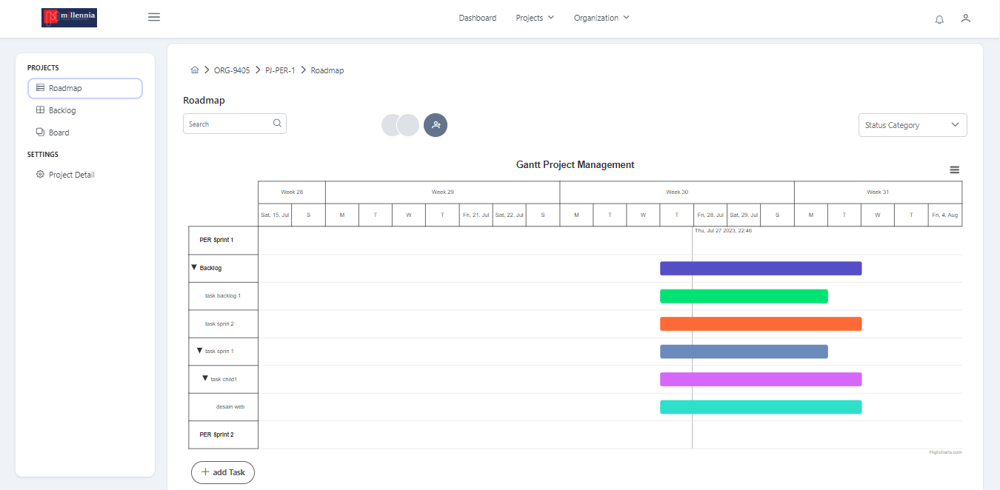 millennia
Dashboard Projects Organization
PROJECTS
Roadmap
Backlog
Board
SETTINGS
Project Detail
ORG-9405 PJ-PER-1 Roadmap
Roadmap
Search
Status Category
Gantt Project Management
Week 28 Week 29 Week 30 Week 31
Sat, 15. Jul S M T W T Fri, 21. Jul Sat, 22. Jul S M T W T Fri, 28. Jul Sat, 29. Jul S M T W T Fri, 4. Aug
Thu, Jul 27 2023, 22:46
PER Sprint 1
Backlog
task backlog 1
task sprin 2
task sprin 1
task child1
desain web
PER Sprint 2
Highcharts.com
+ add Task